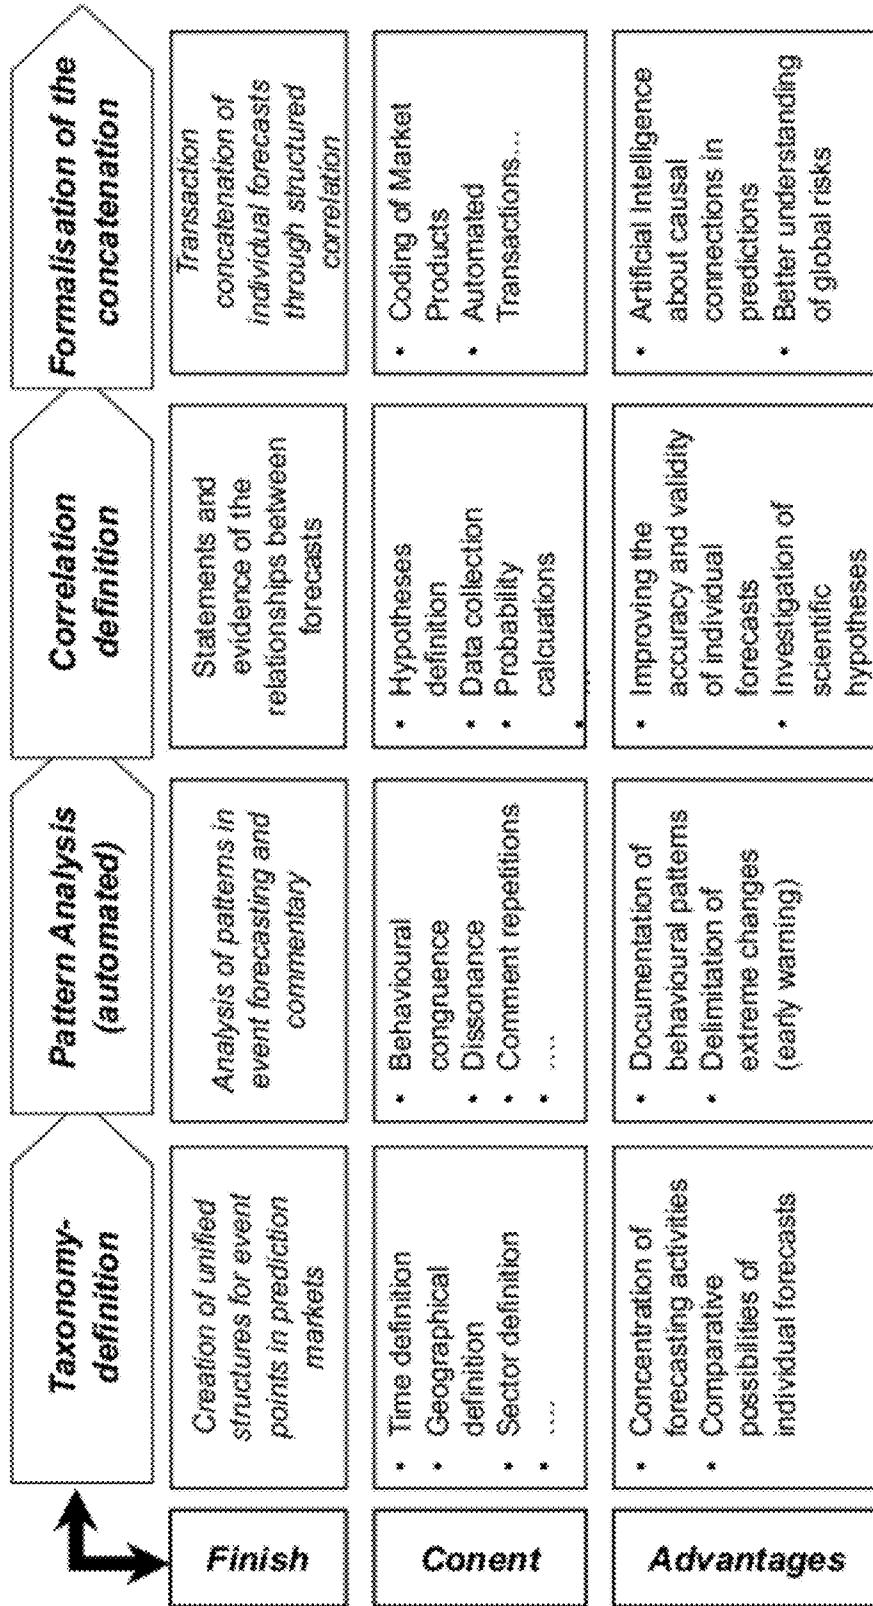 Taxonomy-
definition
Pattern Analysis
(automated)
Correlation
definition
Formalisation of the
concatenation
Finish
Creation of unified
structures for event
points in prediction
markets
Analysis of patterns in
event forecasting and
commentary
Statements and
evidence of the
relationships between
forecasts
Transaction
concatenation of
individual forecasts
through structured
correlation
Conent
• Time definition
• Geographical
definition
• Sector definition
• ....
• Behavioural
congruence
• Dissonance
• Comment repetitions
• ....
• Hypotheses
definition
• Data collection
• Probability
calcuations
• ...
• Coding of Market
Products
• Automated
Transactions...
Advantages
• Concentration of
forecasting activities
• Comparative
possibilities of
individual forecasts
• Documentation of
behavioural patterns
• Delimitation of
extreme changes
(early warning)
• Improving the
accuracy and validity
of individual
forecasts
• Investigation of
scientific
hypotheses
• Artificial Intelligence
about causal
connections in
predictions
• Better understanding
of global risks